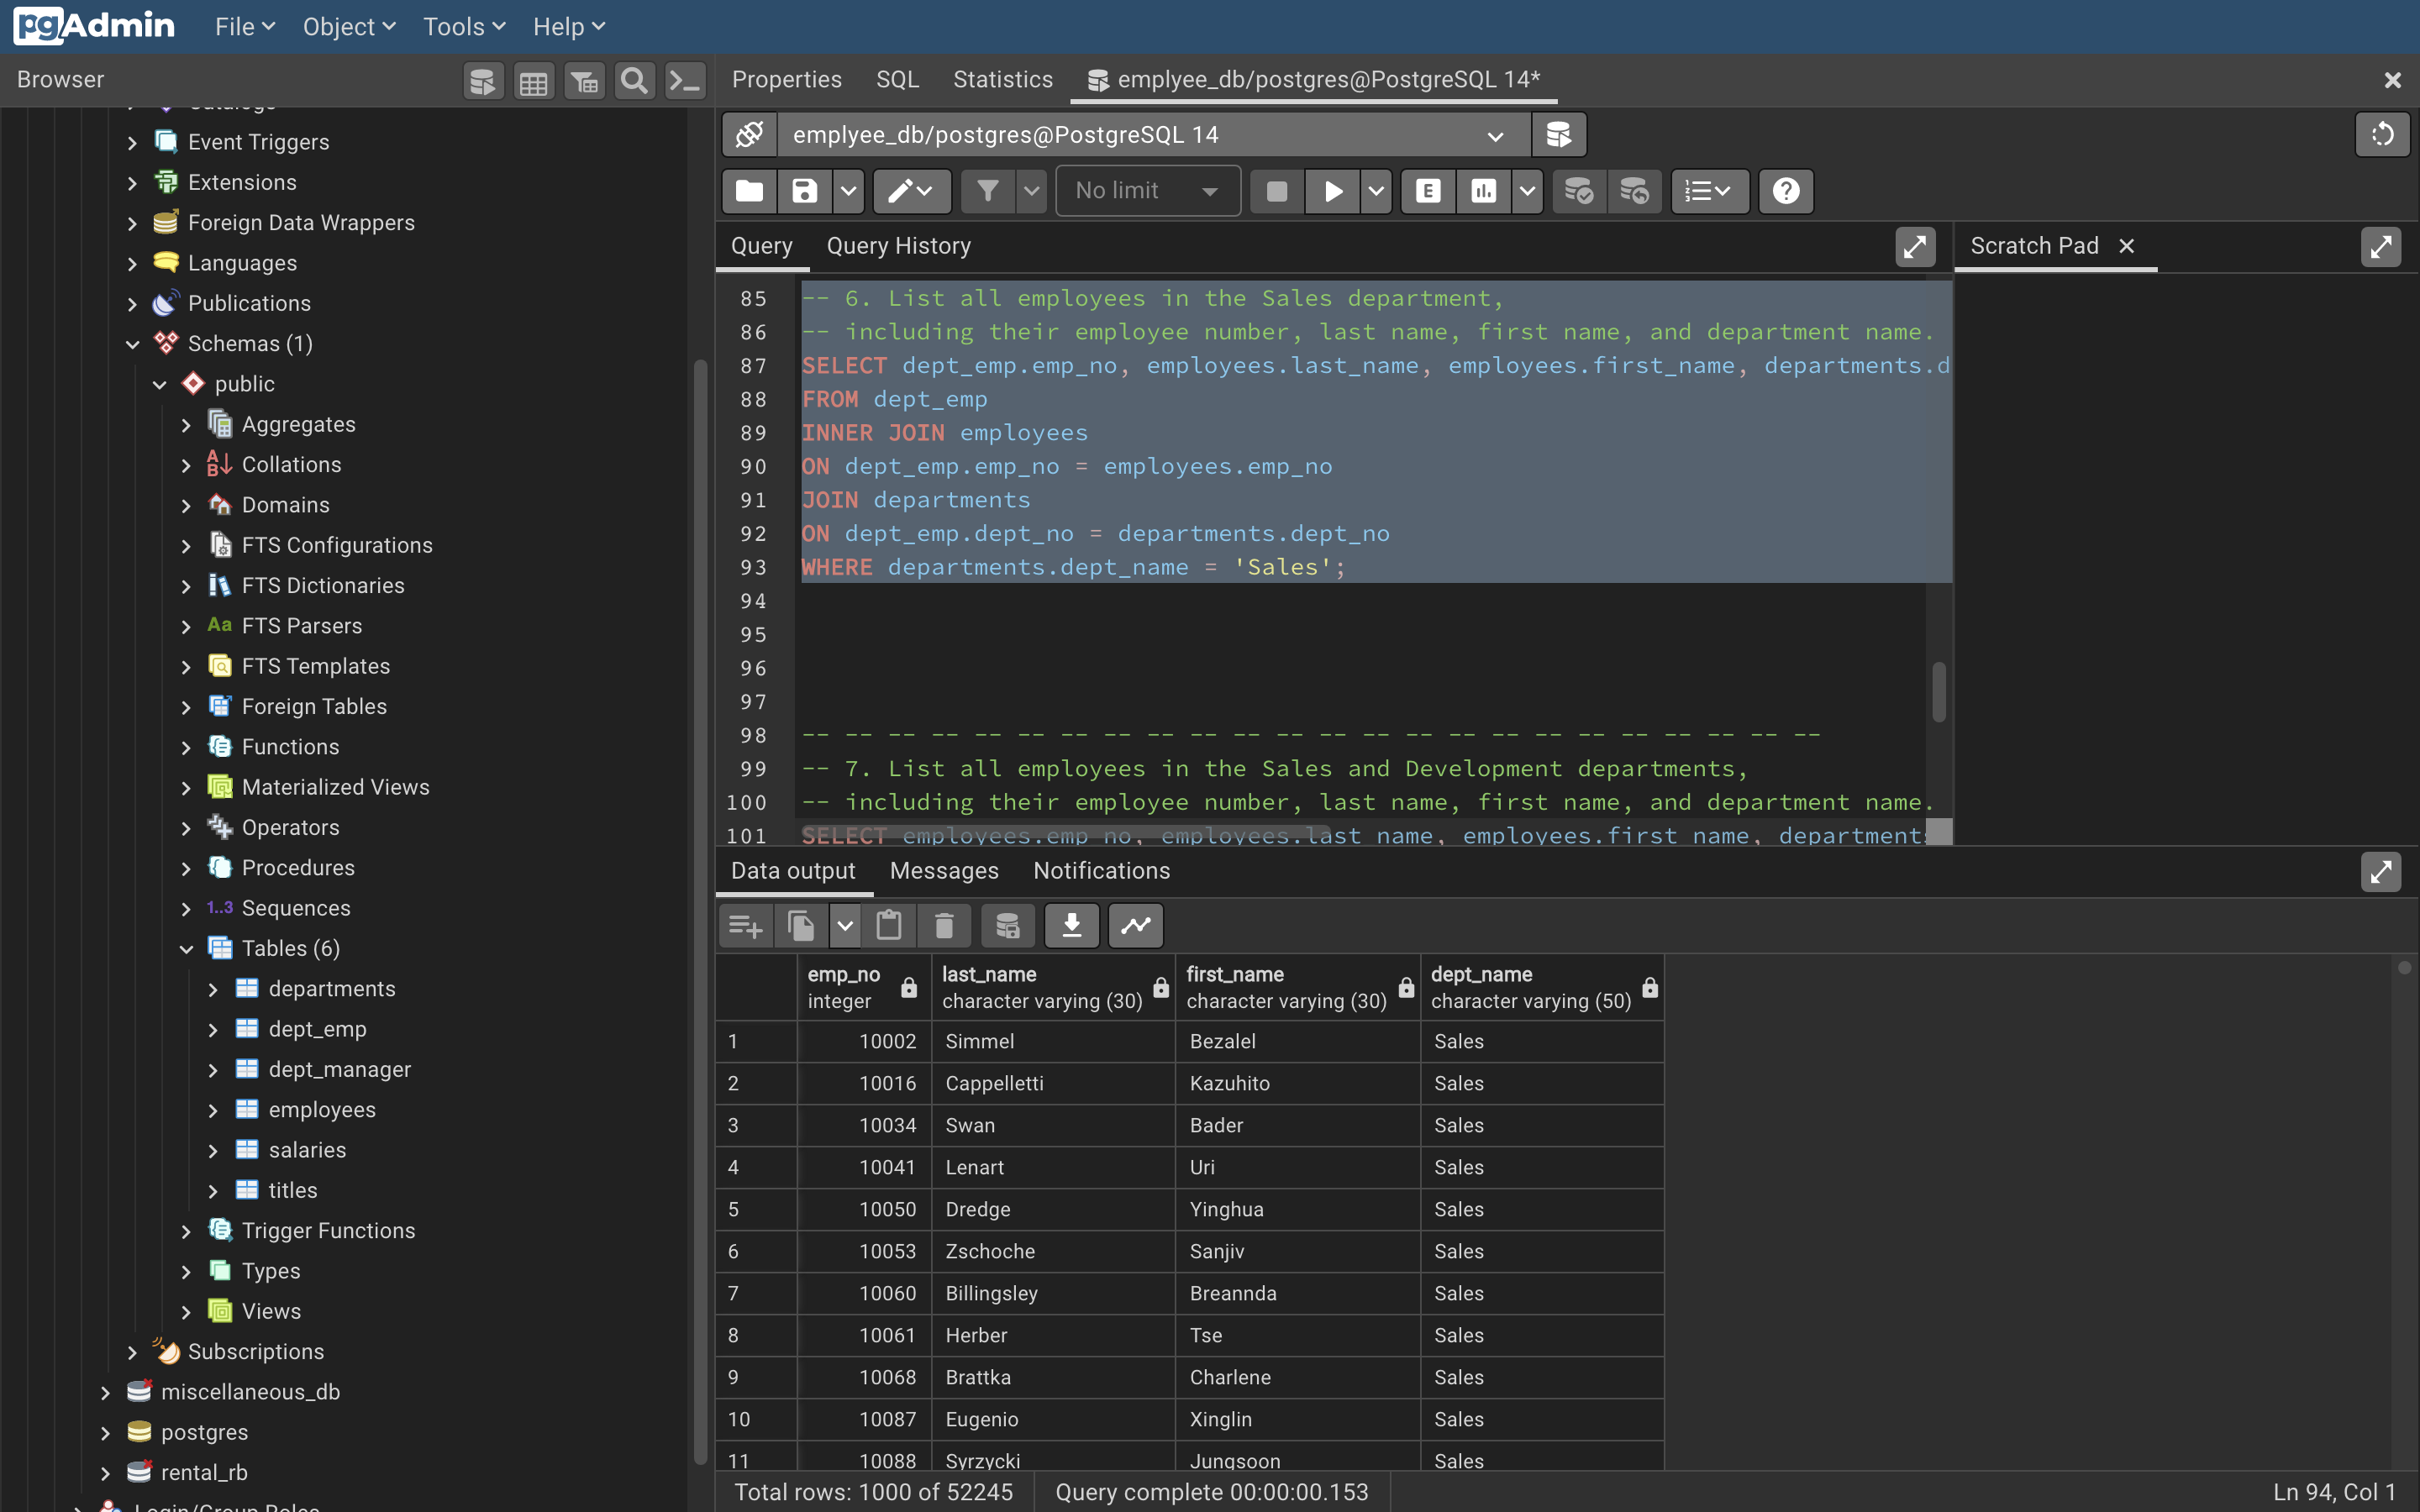 pgAdmin File Object Tools Help
Browser
Properties SQL Statistics emplyee_db/postgres@PostgreSQL 14*
emplyee_db/postgres@PostgreSQL 14
No limit
E
Query Query History
Scratch Pad
Catalogs
Event Triggers
Extensions
Foreign Data Wrappers
Languages
Publications
Schemas (1)
public
Aggregates
Collations
Domains
FTS Configurations
FTS Dictionaries
Aa FTS Parsers
FTS Templates
Foreign Tables
Functions
Materialized Views
Operators
Procedures
1..3 Sequences
Tables (6)
departments
dept_emp
dept_manager
employees
salaries
titles
Trigger Functions
Types
Views
Subscriptions
miscellaneous_db
postgres
rental_rb
Login/Group Roles
85 -- 6. List all employees in the Sales department,
86 -- including their employee number, last name, first name, and department name.
87 SELECT dept_emp.emp_no, employees.last_name, employees.first_name, departments.d
88 FROM dept_emp
89 INNER JOIN employees
90 ON dept_emp.emp_no = employees.emp_no
91 JOIN departments
92 ON dept_emp.dept_no = departments.dept_no
93 WHERE departments.dept_name = 'Sales';
94
95
96
97
98 -- -- -- -- -- -- -- -- -- -- -- -- -- -- -- -- -- -- -- -- -- -- -- --
99 -- 7. List all employees in the Sales and Development departments,
100 -- including their employee number, last name, first name, and department name.
101 SELECT employees.emp_no, employees.last_name, employees.first_name, departments
Data output Messages Notifications
emp_no last_name first_name dept_name
integer character varying (30) character varying (30) character varying (50)
1 10002 Simmel Bezalel Sales
2 10016 Cappelletti Kazuhito Sales
3 10034 Swan Bader Sales
4 10041 Lenart Uri Sales
5 10050 Dredge Yinghua Sales
6 10053 Zschoche Sanjiv Sales
7 10060 Billingsley Breannda Sales
8 10061 Herber Tse Sales
9 10068 Brattka Charlene Sales
10 10087 Eugenio Xinglin Sales
11 10088 Syrzycki Jungsoon Sales
Total rows: 1000 of 52245 Query complete 00:00:00.153 Ln 94, Col 1